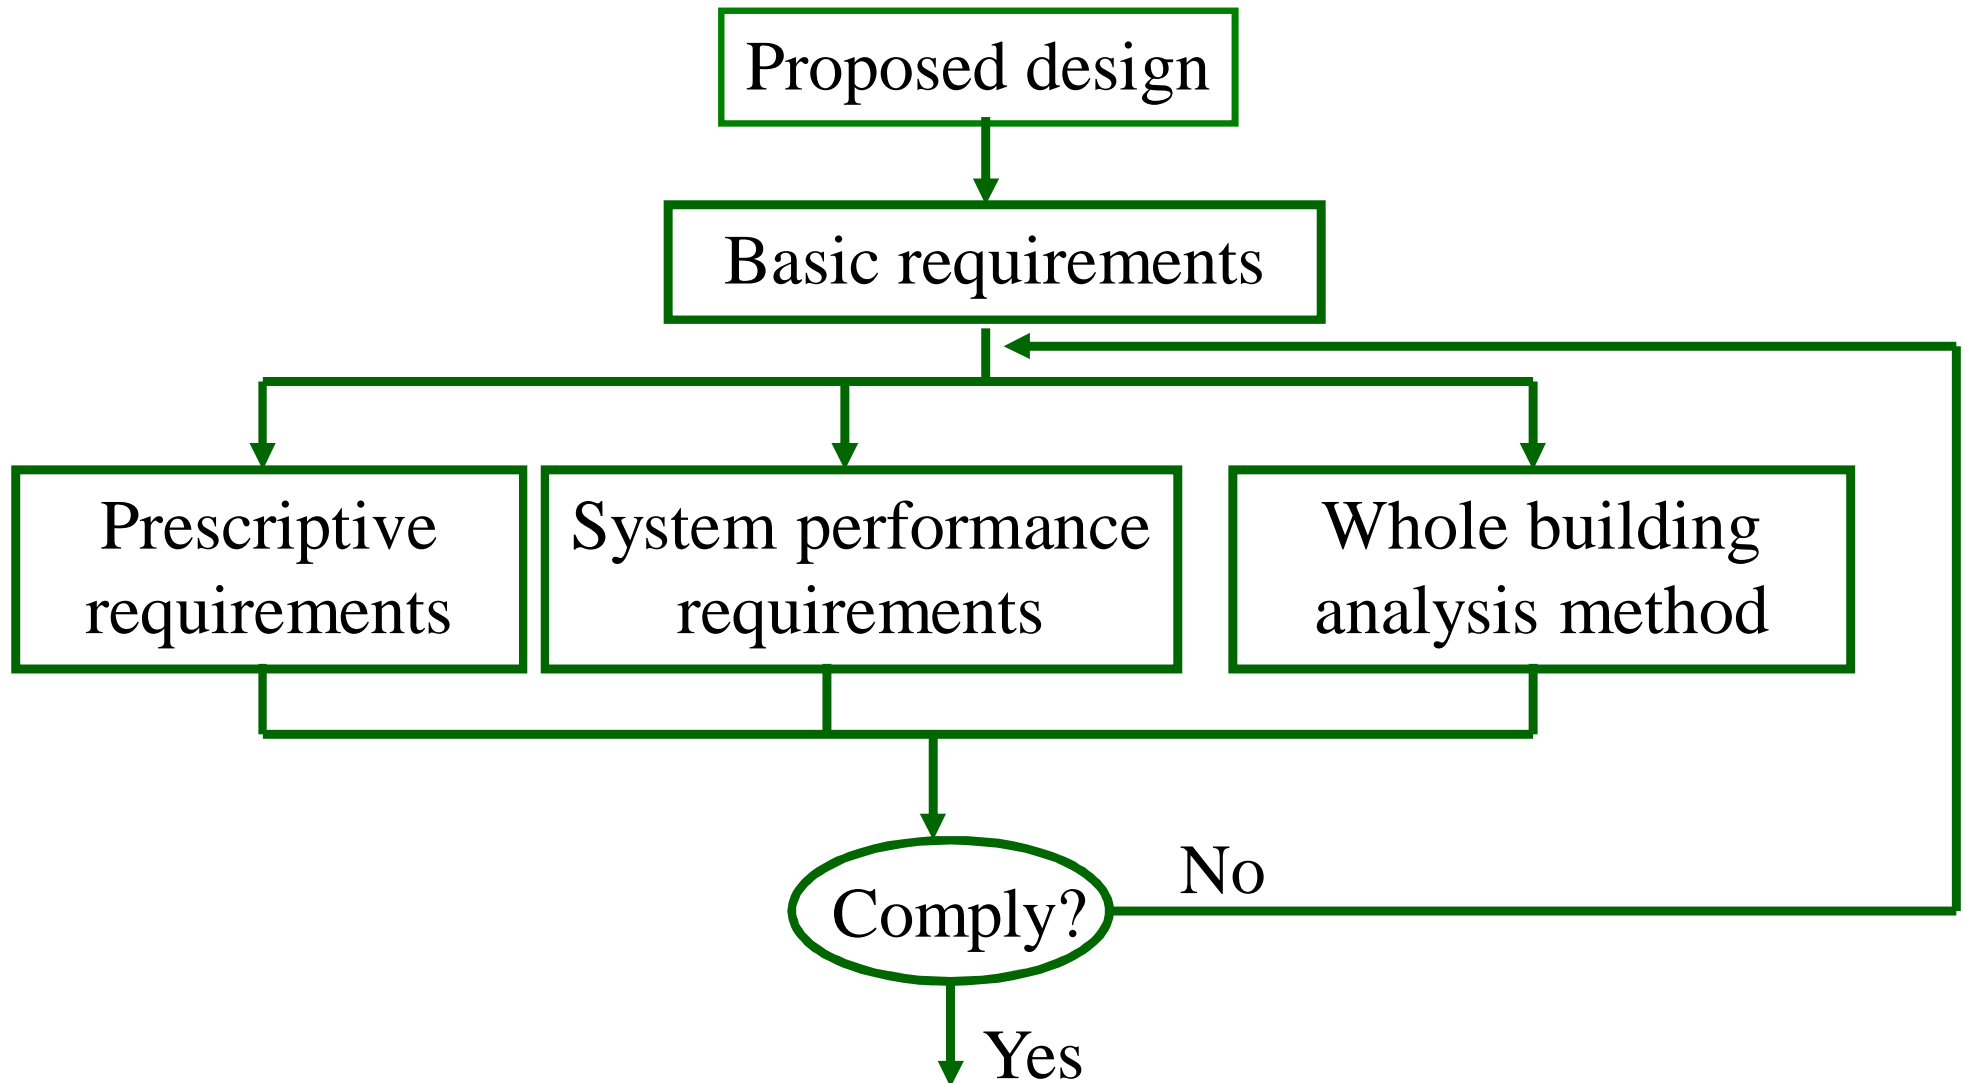 Proposed design
Basic requirements
Prescriptive
requirements
System performance
requirements
Whole building
analysis method
Comply?
No
Yes